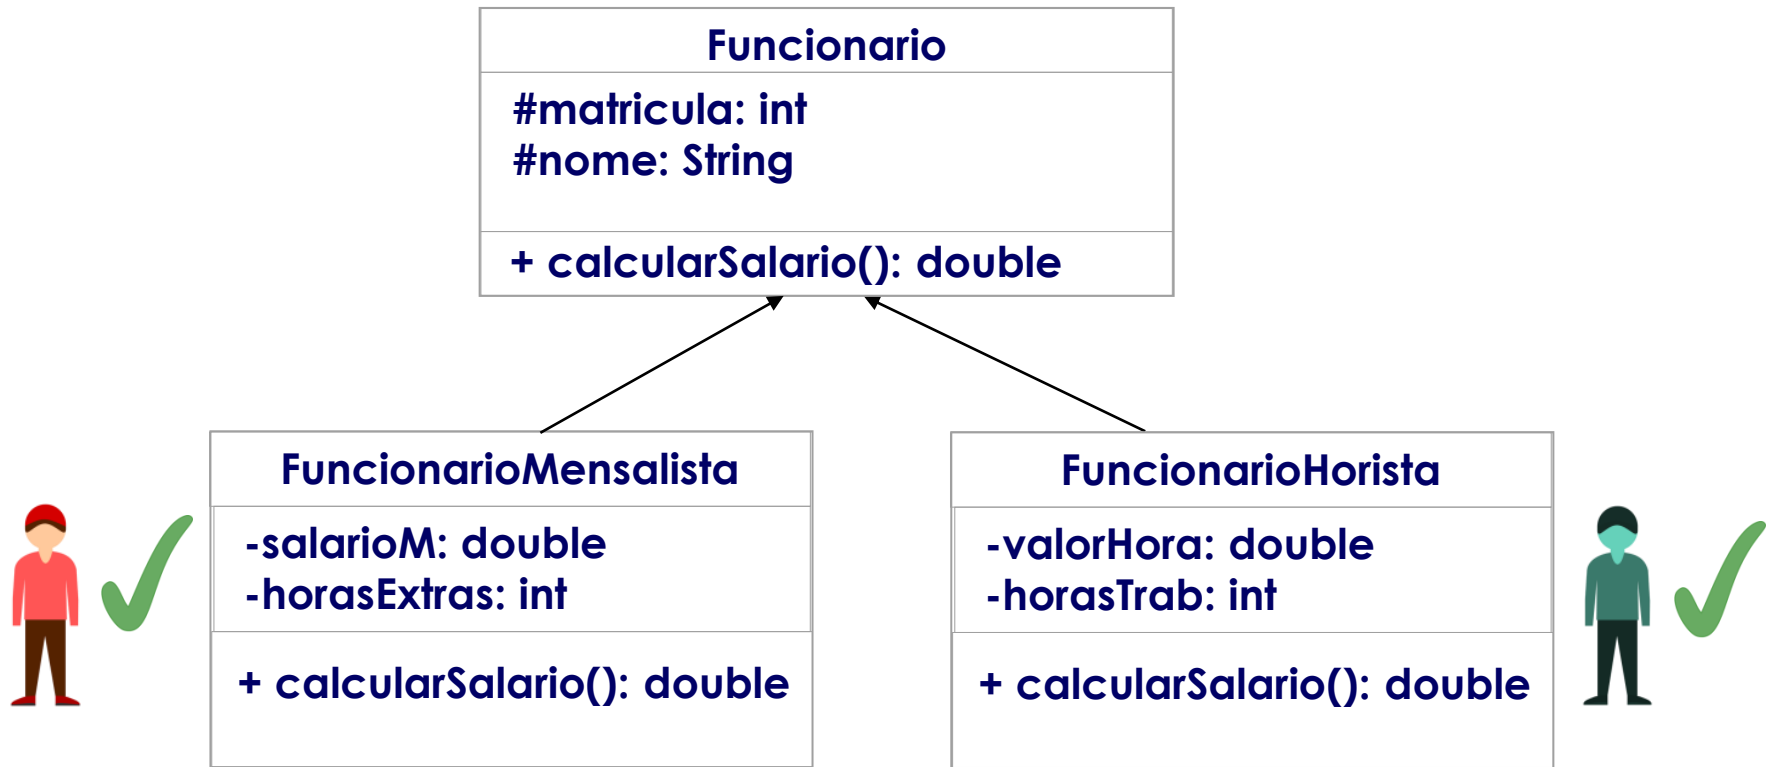 Funcionario
#matricula: int
#nome: String
+ calcularSalario(): double
FuncionarioMensalista
-salarioM: double
-horasExtras: int
+ calcularSalario(): double
FuncionarioHorista
-valorHora: double
-horasTrab: int
+ calcularSalario(): double